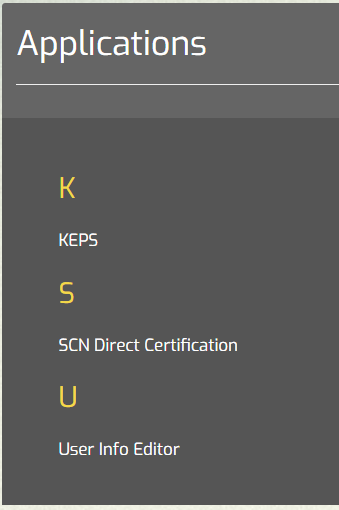 Applications
K
KEPS
S
SCN Direct Certification
U
User Info Editor